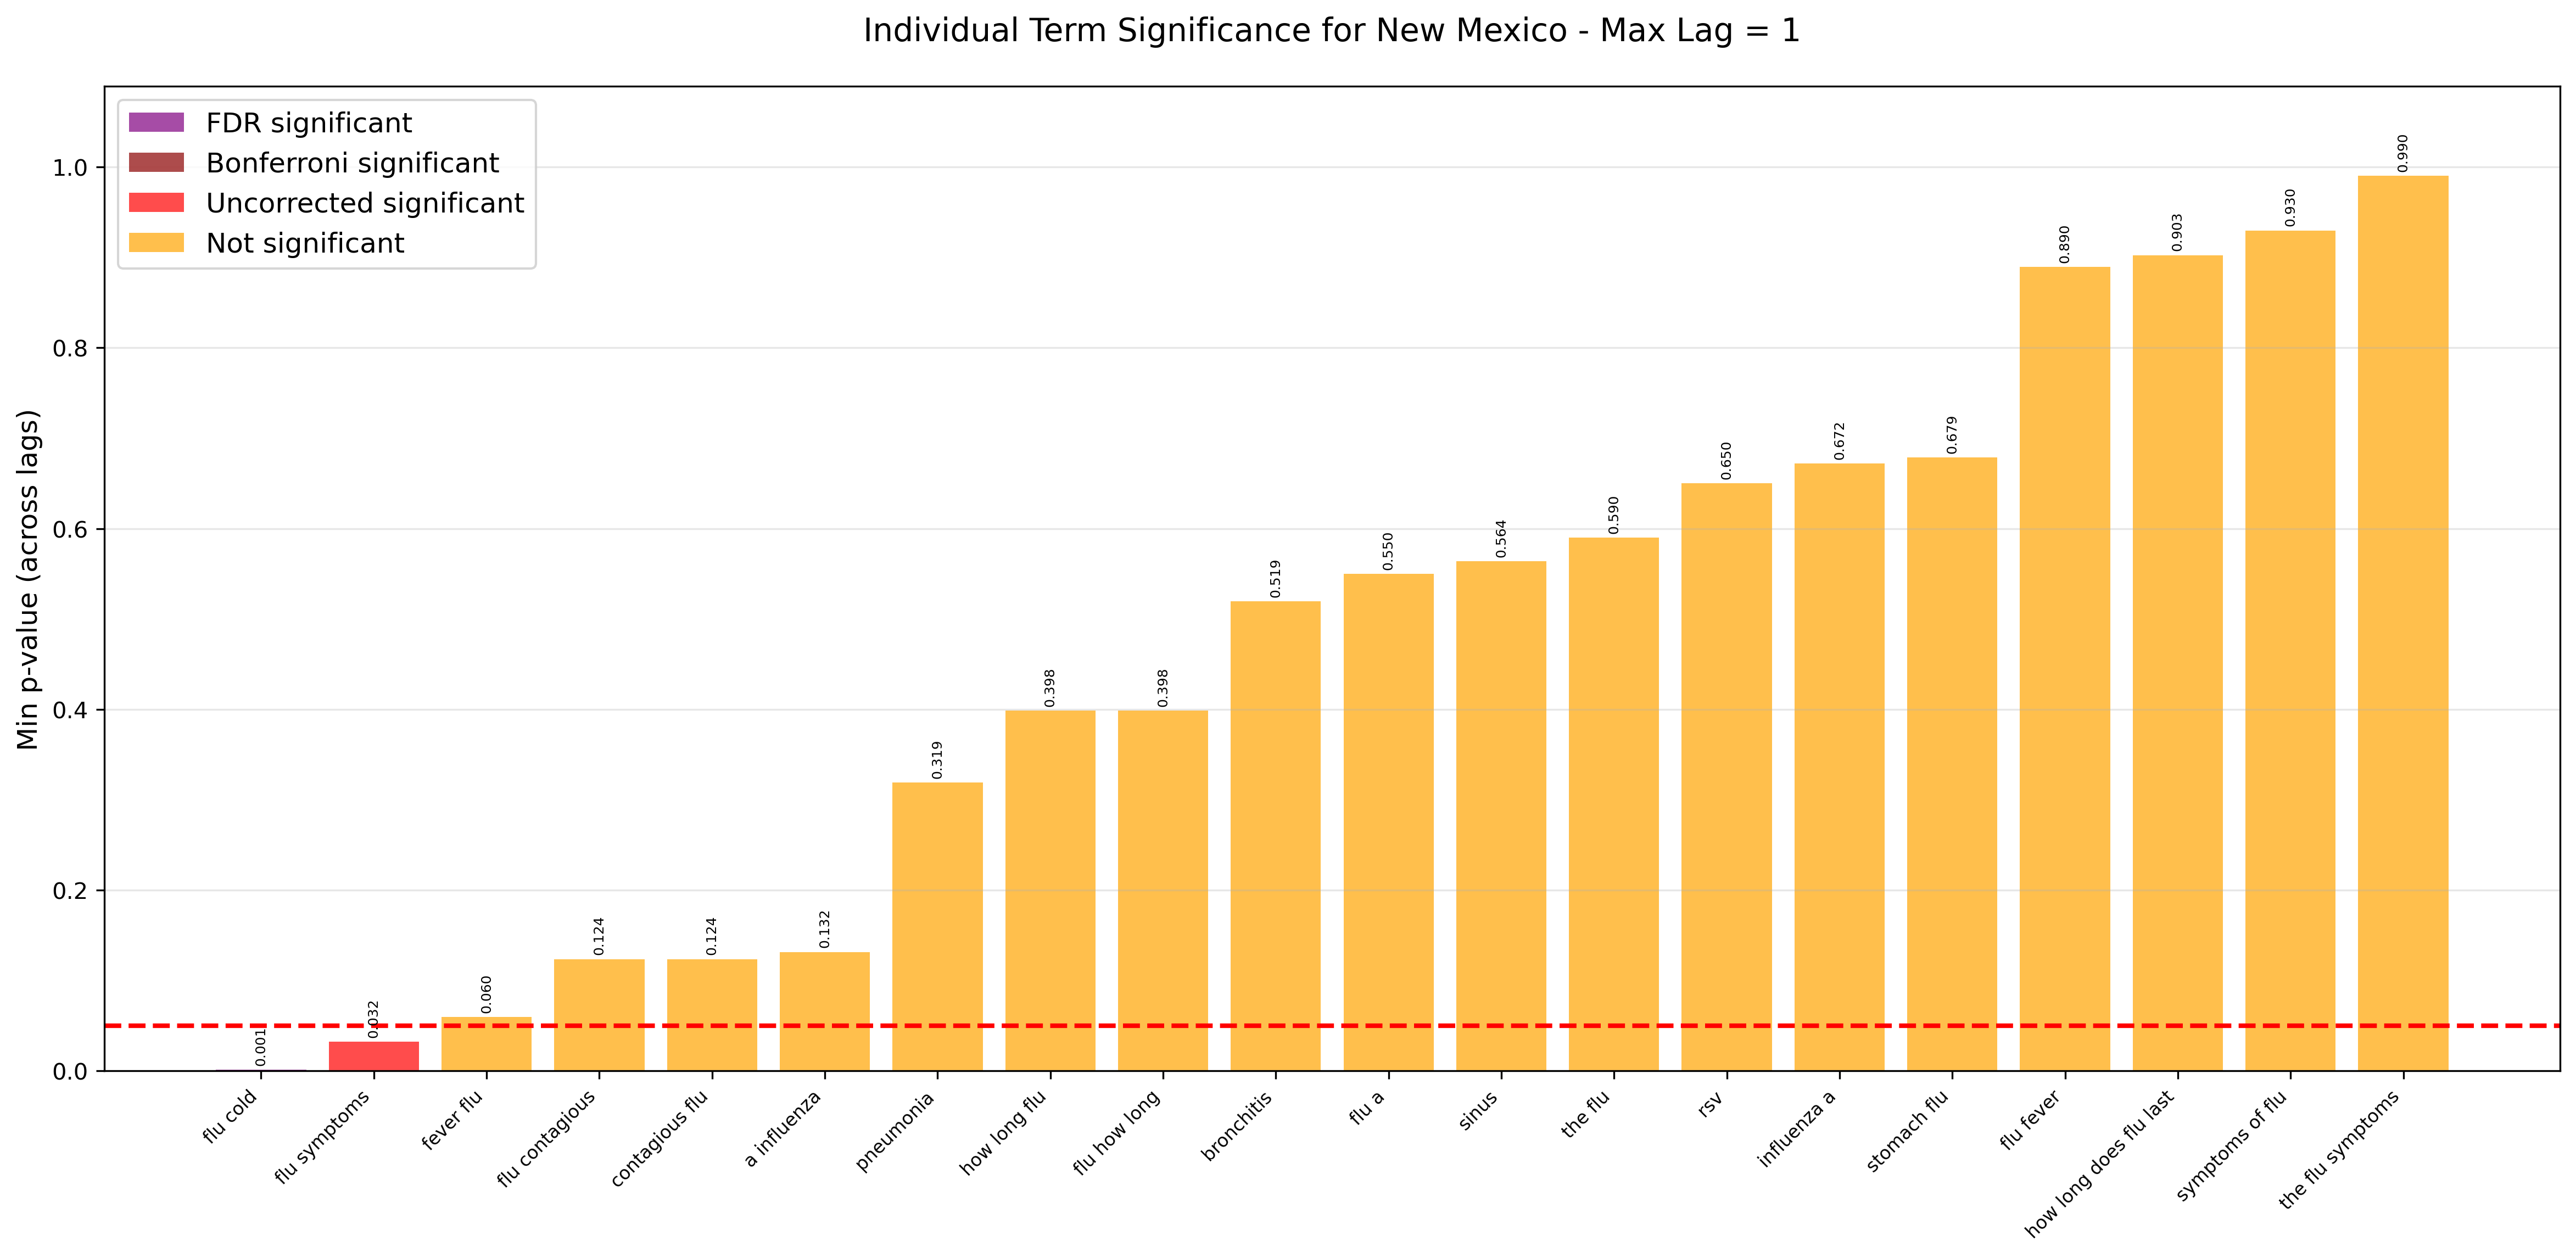 Individual Term Significance for New Mexico - Max Lag = 1
FDR significant
Bonferroni significant
Uncorrected significant
Not significant
Min p-value (across lags)
1.0
0.8
0.6
0.4
0.2
0.0
0.001
0.032
0.060
0.124
0.124
0.132
0.319
0.398
0.398
0.519
0.550
0.564
0.590
0.650
0.672
0.679
0.890
0.903
0.930
0.990
flu cold
flu symptoms
fever flu
flu contagious
contagious flu
a influenza
pneumonia
how long flu
flu how long
bronchitis
flu a
sinus
the flu
rsv
influenza a
stomach flu
flu fever
how long does flu last
symptoms of flu
the flu symptoms